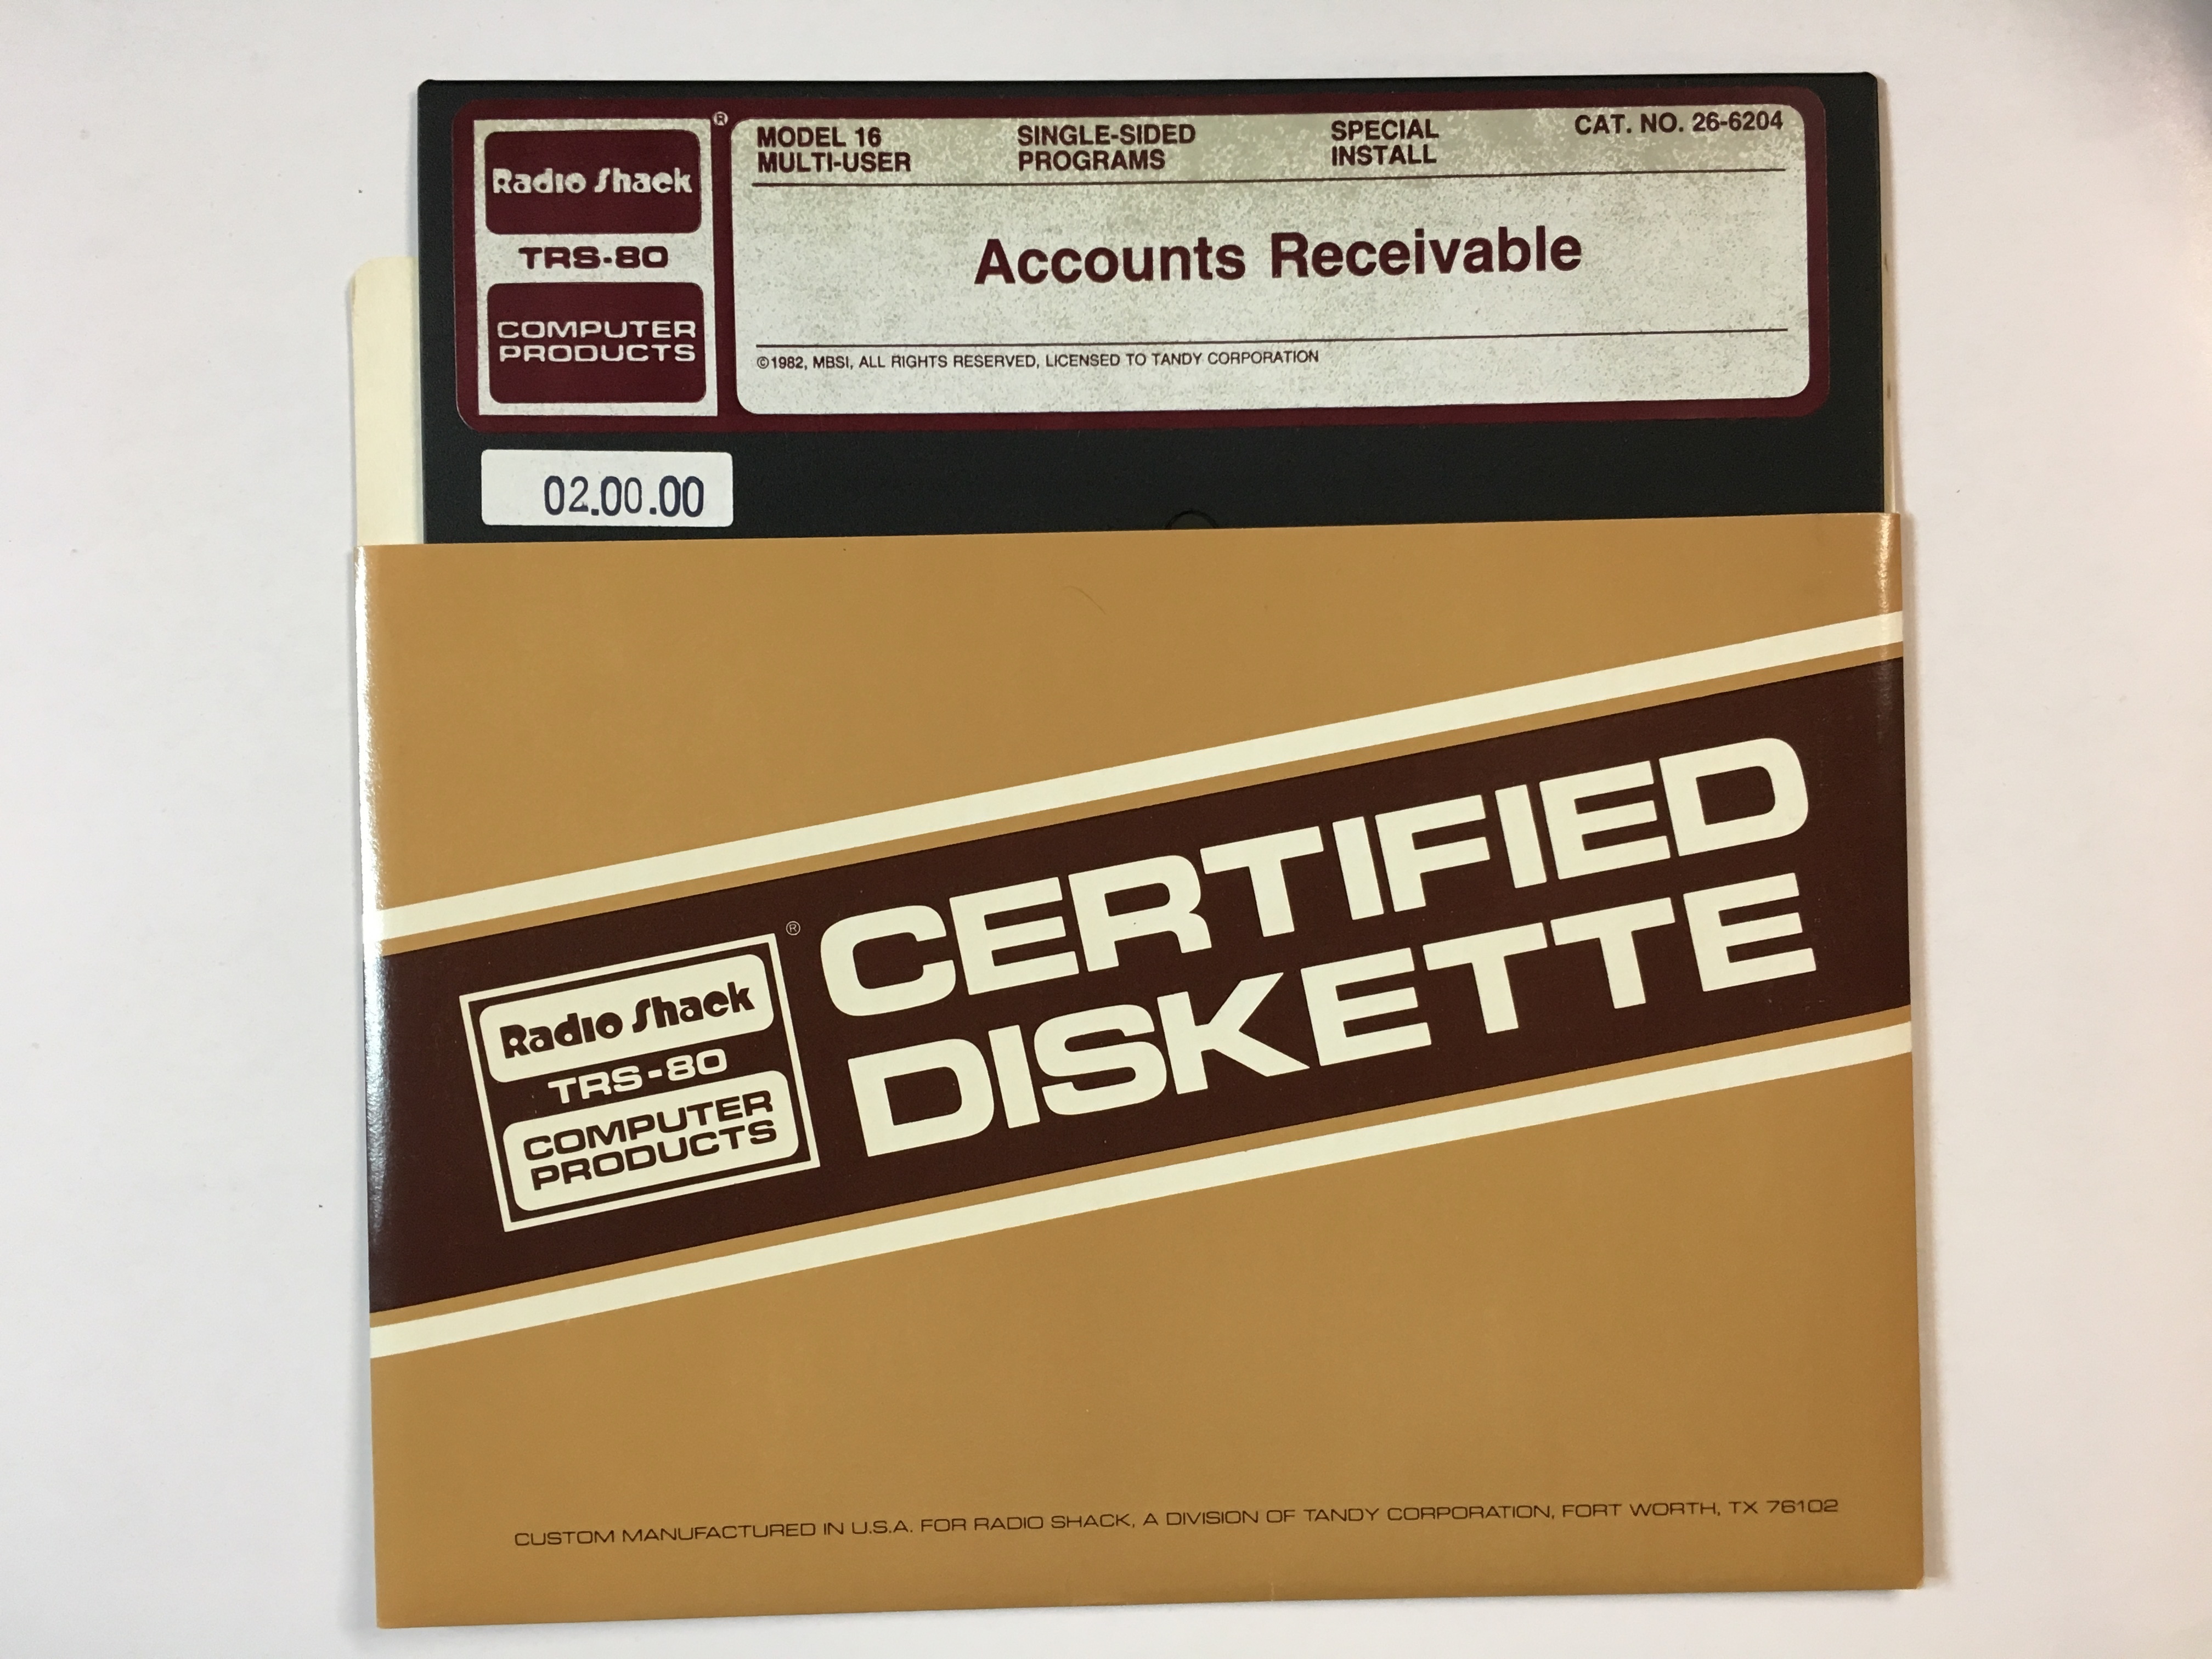 Radio Shack
TRS-80
COMPUTER
PRODUCTS
®
MODEL 16
MULTI-USER
SINGLE-SIDED
PROGRAMS
SPECIAL
INSTALL
CAT. NO. 26-6204
Accounts Receivable
©1982, MBSI, ALL RIGHTS RESERVED, LICENSED TO TANDY CORPORATION
02.00.00
Radio Shack
TRS-80
COMPUTER
PRODUCTS
®
CERTIFIED
DISKETTE
CUSTOM MANUFACTURED IN U.S.A. FOR RADIO SHACK, A DIVISION OF TANDY CORPORATION, FORT WORTH, TX 76102